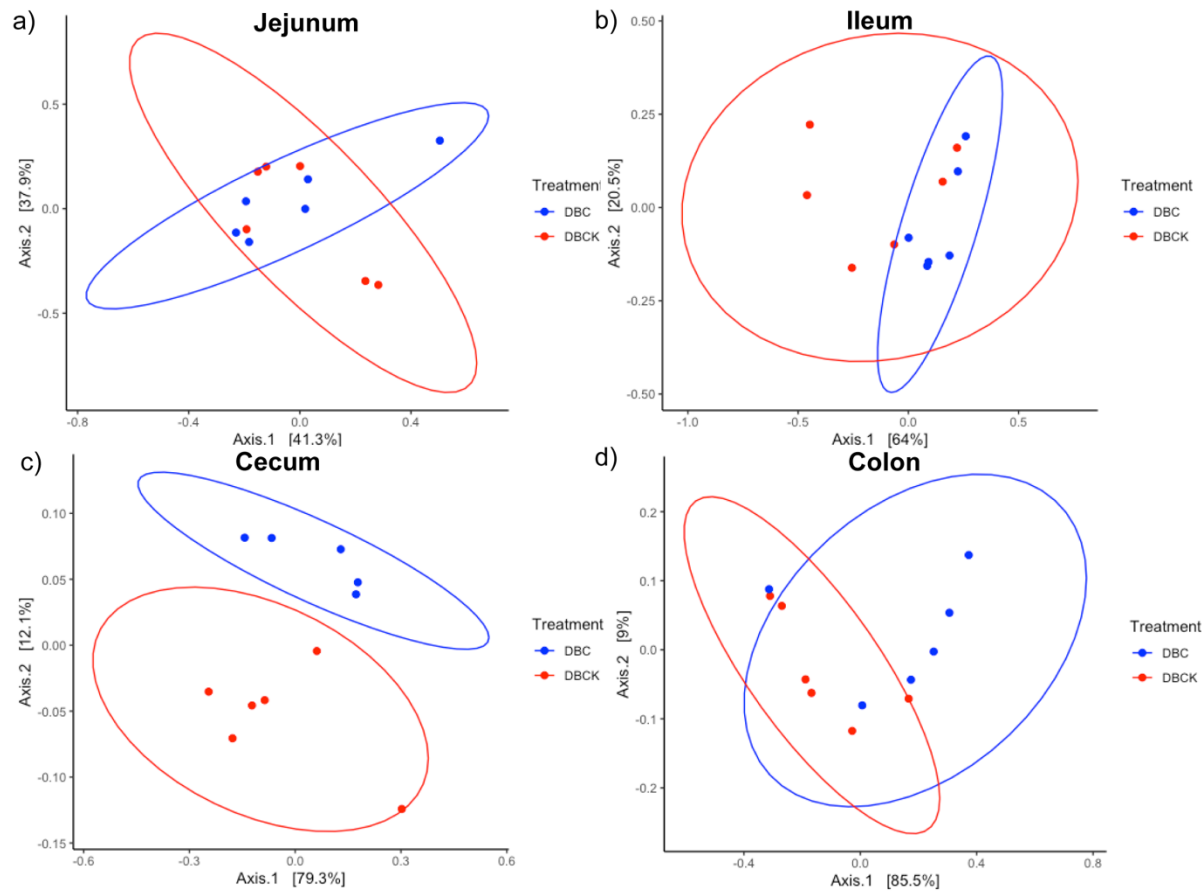 a) Jejunum
0.5
0.0
-0.5
Axis.2 [37.9%]
-0.8 -0.4 0.0 0.4
Axis.1 [41.3%]
Treatment
DBC
DBCK
b) Ileum
0.50
0.25
0.00
-0.25
-0.50
Axis.2 [20.5%]
-1.0 -0.5 0.0 0.5
Axis.1 [64%]
Treatment
DBC
DBCK
c) Cecum
0.10
0.05
0.00
-0.05
-0.10
-0.15
Axis.2 [12.1%]
-0.6 -0.3 0.0 0.3 0.6
Axis.1 [79.3%]
Treatment
DBC
DBCK
d) Colon
0.2
0.1
0.0
-0.1
-0.2
Axis.2 [9%]
-0.4 0.0 0.4 0.8
Axis.1 [85.5%]
Treatment
DBC
DBCK